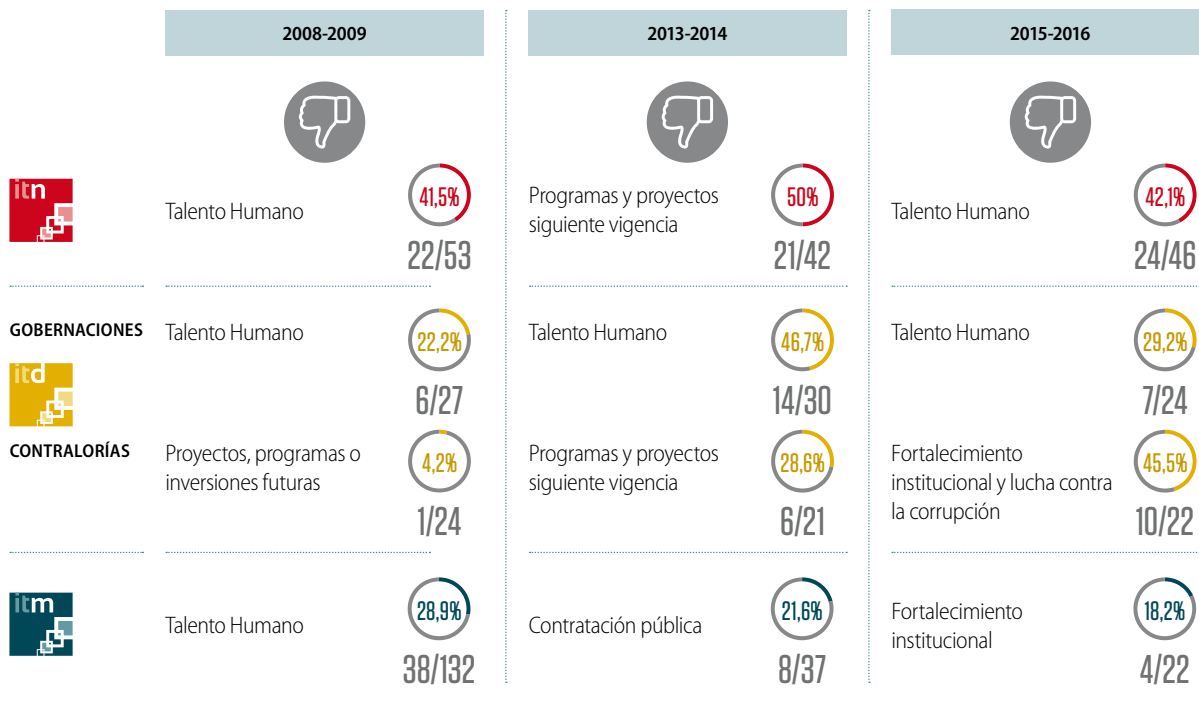 2008-2009
2013-2014
2015-2016
itn
Talento Humano
41,5%
22/53
Programas y proyectos
siguiente vigencia
50%
21/42
Talento Humano
42,1%
24/46
GOBERNACIONES
itd
Talento Humano
22,2%
6/27
Talento Humano
46,7%
14/30
Talento Humano
29,2%
7/24
CONTRALORÍAS
Proyectos, programas o
inversiones futuras
4,2%
1/24
Programas y proyectos
siguiente vigencia
28,6%
6/21
Fortalecimiento
institucional y lucha contra
la corrupción
45,5%
10/22
itm
Talento Humano
28,9%
38/132
Contratación pública
21,6%
8/37
Fortalecimiento
institucional
18,2%
4/22